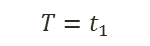 T = t₁